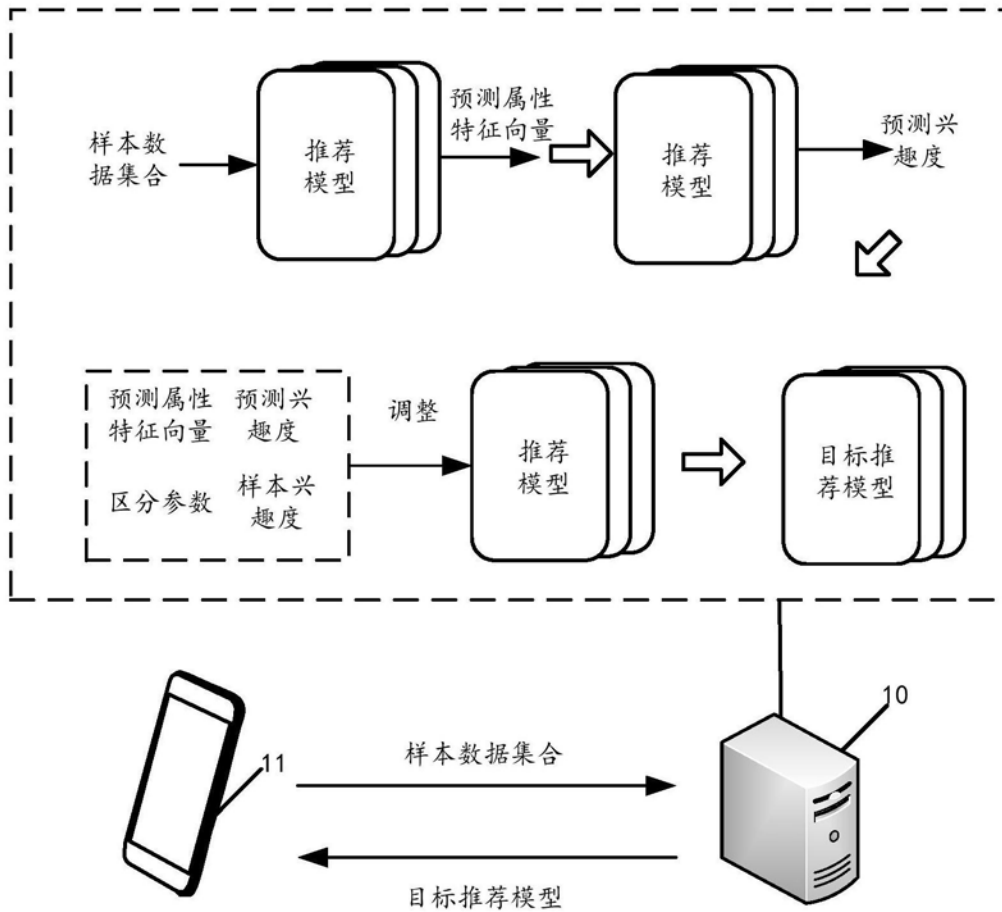 样本数
据集合
推荐
模型
预测属性
特征向量
推荐
模型
预测兴
趣度
预测属性
特征向量
预测兴
趣度
区分参数
样本兴
趣度
调整
推荐
模型
目标推
荐模型
10
11
样本数据集合
目标推荐模型